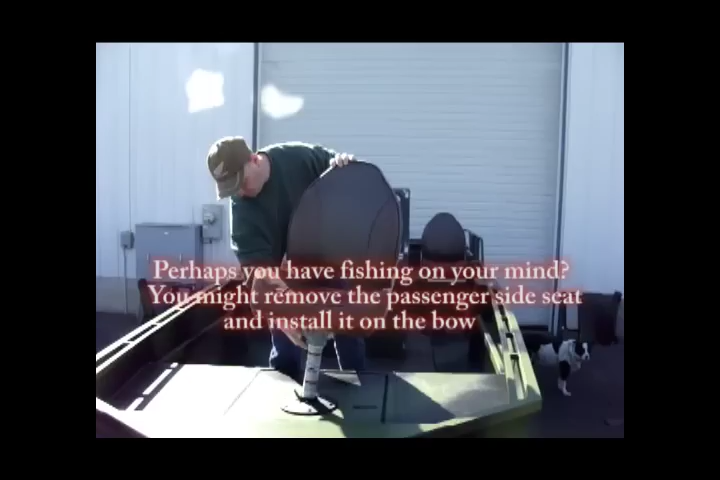 Perhaps you have fishing on your mind?
You might remove the passenger side seat
and install it on the bow